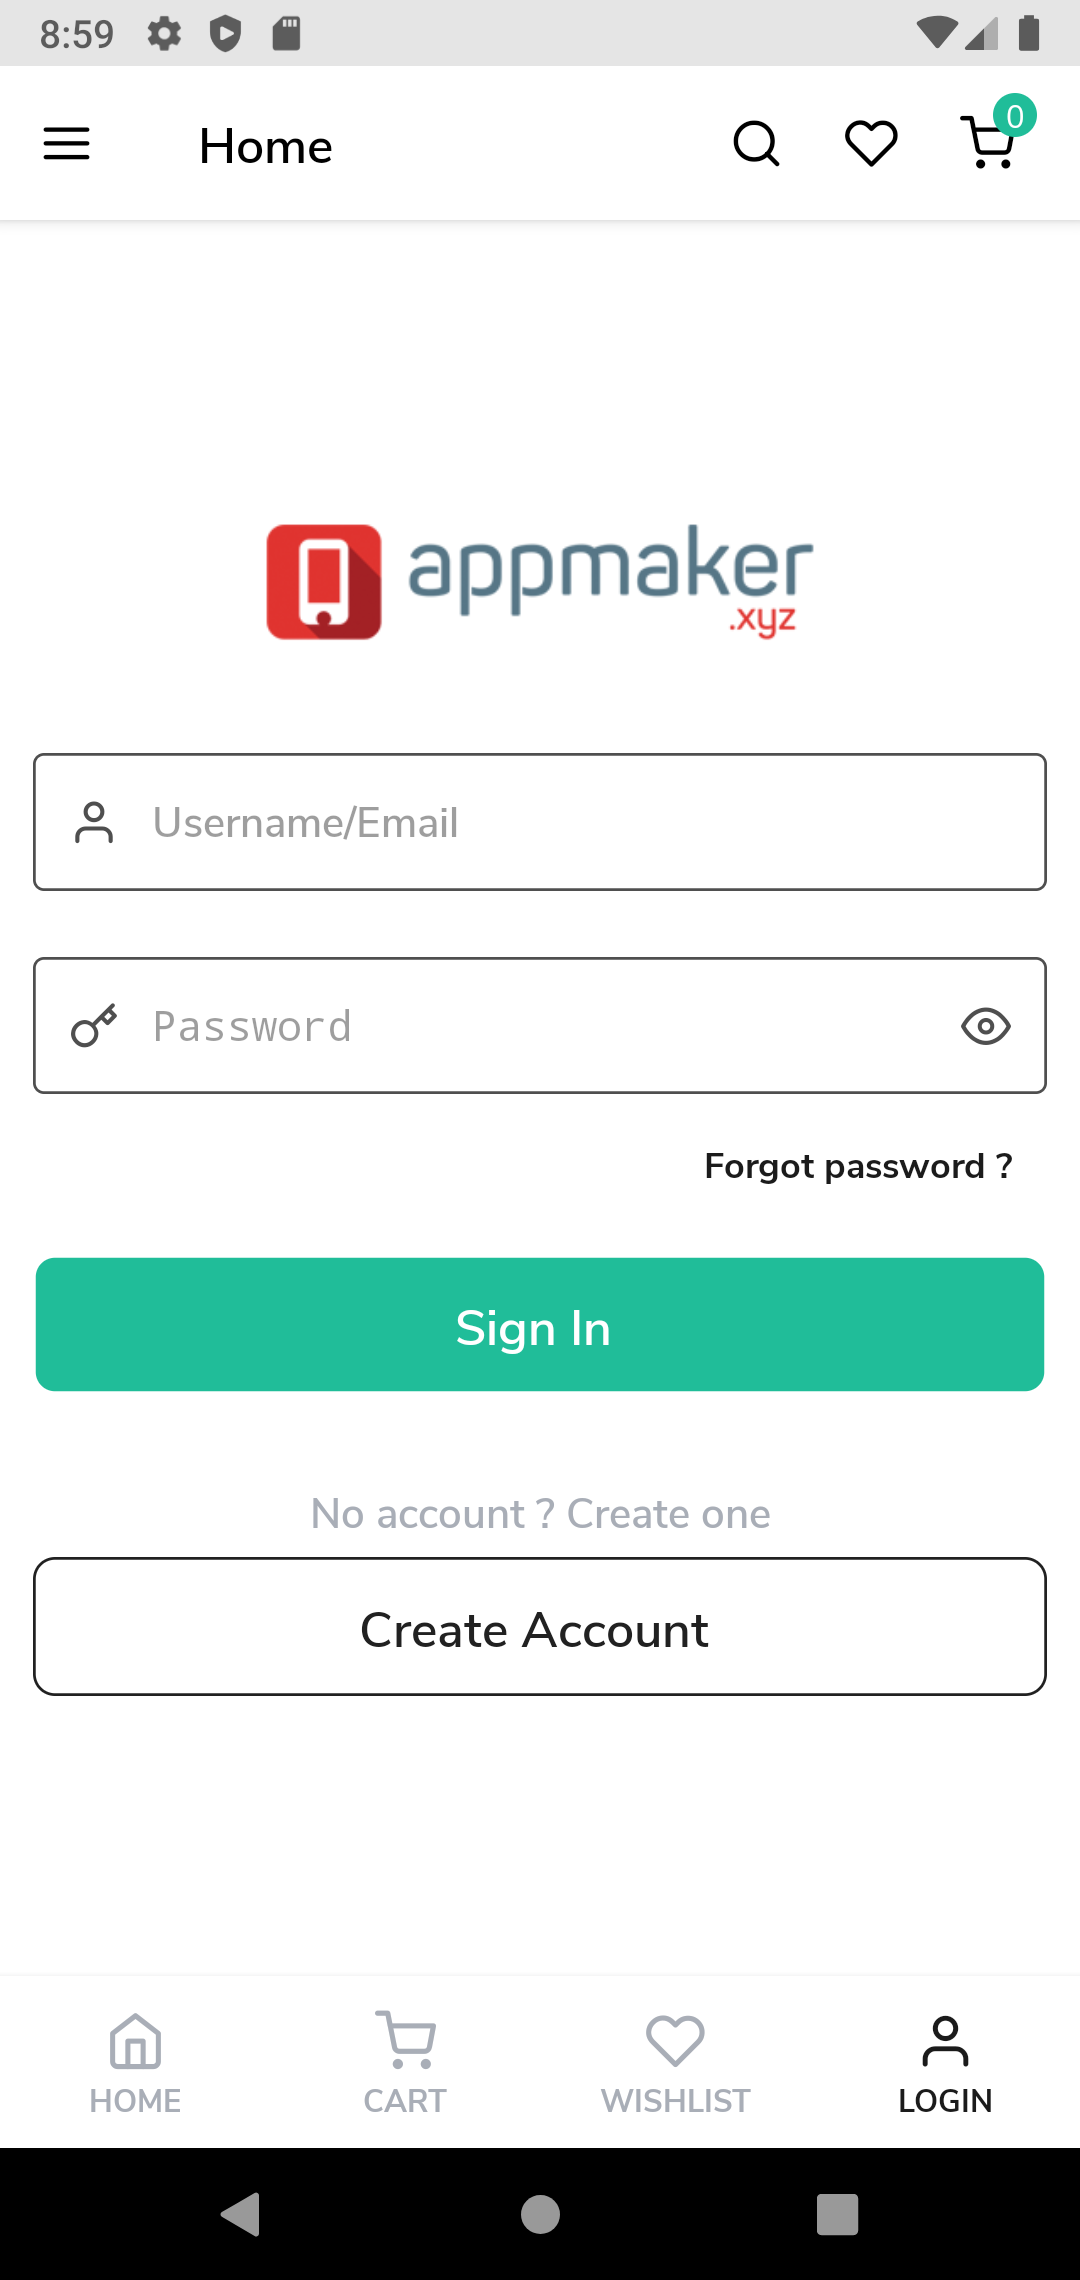 8:59
Home
0
appmaker
.xyz
Username/Email
Password
Forgot password ?
Sign In
No account ? Create one
Create Account
HOME
CART
WISHLIST
LOGIN